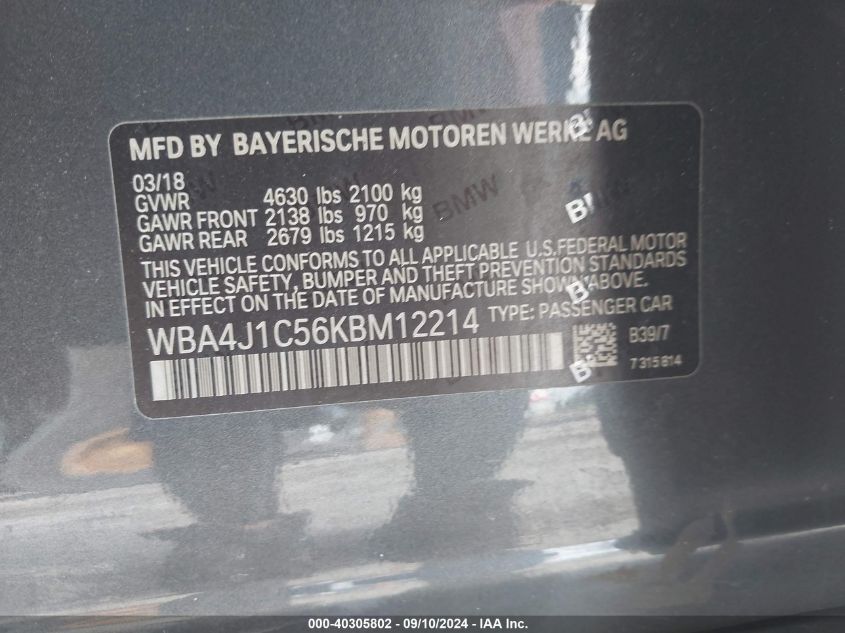 MFD BY BAYERISCHE MOTOREN WERKE AG
03/18
GVWR 4630 lbs 2100 kg
GAWR FRONT 2138 lbs 970 kg
GAWR REAR 2679 lbs 1215 kg
THIS VEHICLE CONFORMS TO ALL APPLICABLE U.S.FEDERAL MOTOR
VEHICLE SAFETY, BUMPER AND THEFT PREVENTION STANDARDS
IN EFFECT ON THE DATE OF MANUFACTURE SHOWN ABOVE.
WBA4J1C56KBM12214 TYPE: PASSENGER CAR
B39/7
7 315 814
BMW
000-40305802 - 09/10/2024 - IAA Inc.